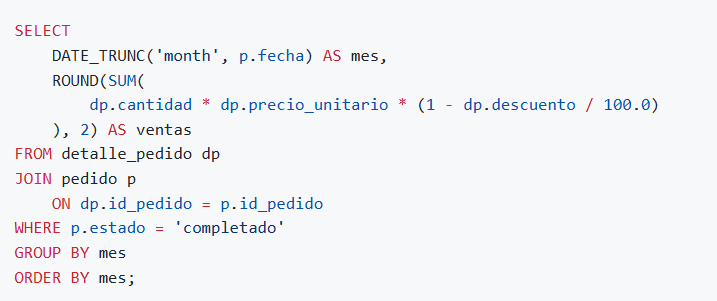 SELECT
    DATE_TRUNC('month', p.fecha) AS mes,
    ROUND(SUM(
        dp.cantidad * dp.precio_unitario * (1 - dp.descuento / 100.0)
    ), 2) AS ventas
FROM detalle_pedido dp
JOIN pedido p
    ON dp.id_pedido = p.id_pedido
WHERE p.estado = 'completado'
GROUP BY mes
ORDER BY mes;